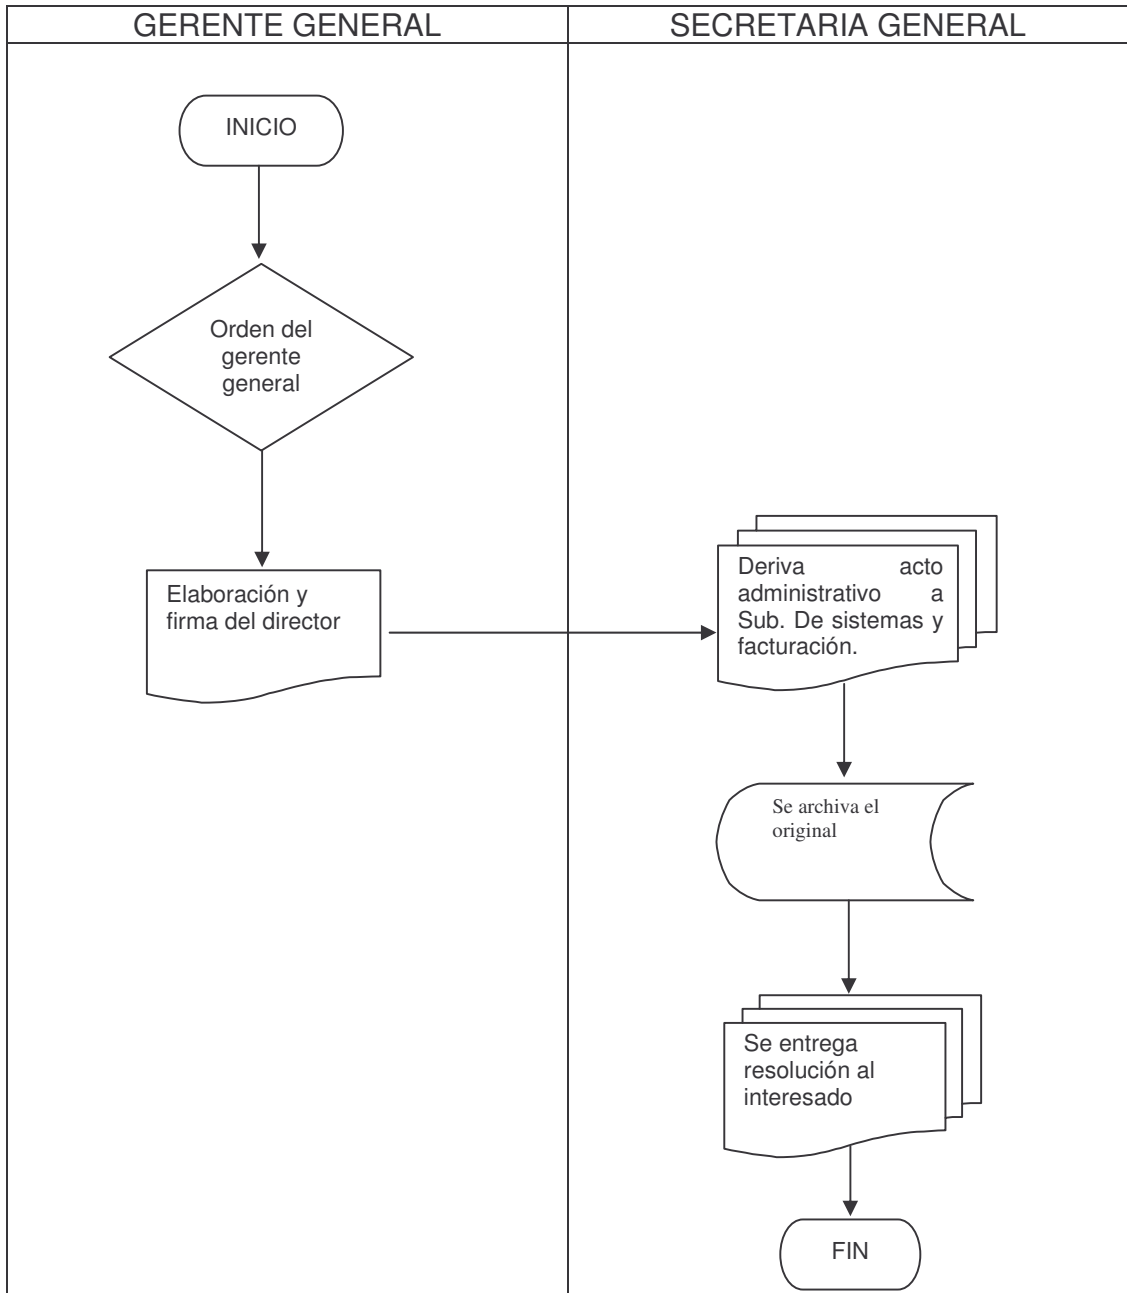 GERENTE GENERAL
SECRETARIA GENERAL
INICIO
Orden del
gerente
general
Elaboración y
firma del director
Deriva acto
administrativo a
Sub. De sistemas y
facturación.
Se archiva el
original
Se entrega
resolución al
interesado
FIN